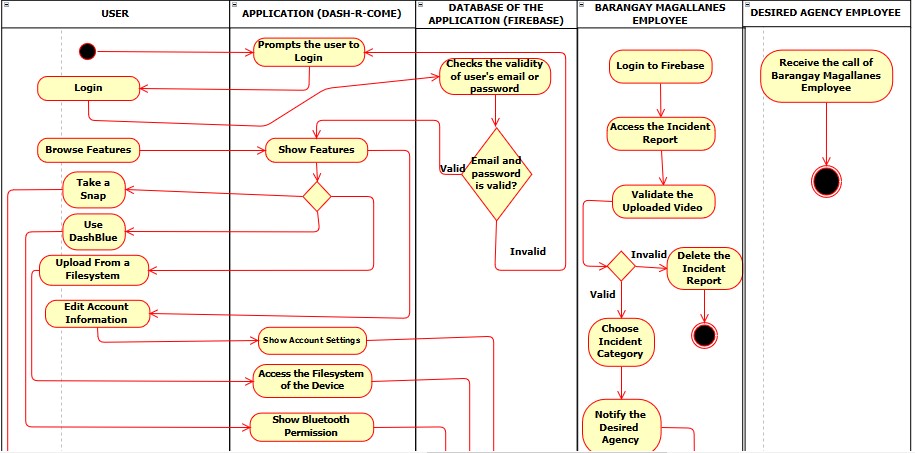 USER
APPLICATION (DASH-R-COME)
DATABASE OF THE
APPLICATION (FIREBASE)
BARANGAY MAGALLANES
EMPLOYEE
DESIRED AGENCY EMPLOYEE
Prompts the user to
Login
Login
Checks the validity
of user's email or
password
Login to Firebase
Receive the call of
Barangay Magallanes
Employee
Access the Incident
Report
Browse Features
Show Features
Valid
Email and
password
is valid?
Invalid
Validate the
Uploaded Video
Take a
Snap
Use
DashBlue
Upload From a
Filesystem
Edit Account
Information
Invalid
Delete the
Incident
Report
Valid
Choose
Incident
Category
Show Account Settings
Access the Filesystem
of the Device
Show Bluetooth
Permission
Notify the
Desired
Agency